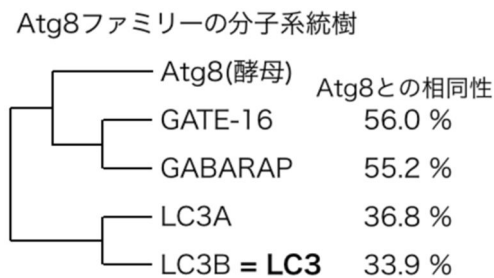 Atg8ファミリーの分子系統樹
Atg8(酵母)
Atg8との相同性
GATE-16 56.0 %
GABARAP 55.2 %
LC3A 36.8 %
LC3B = LC3 33.9 %